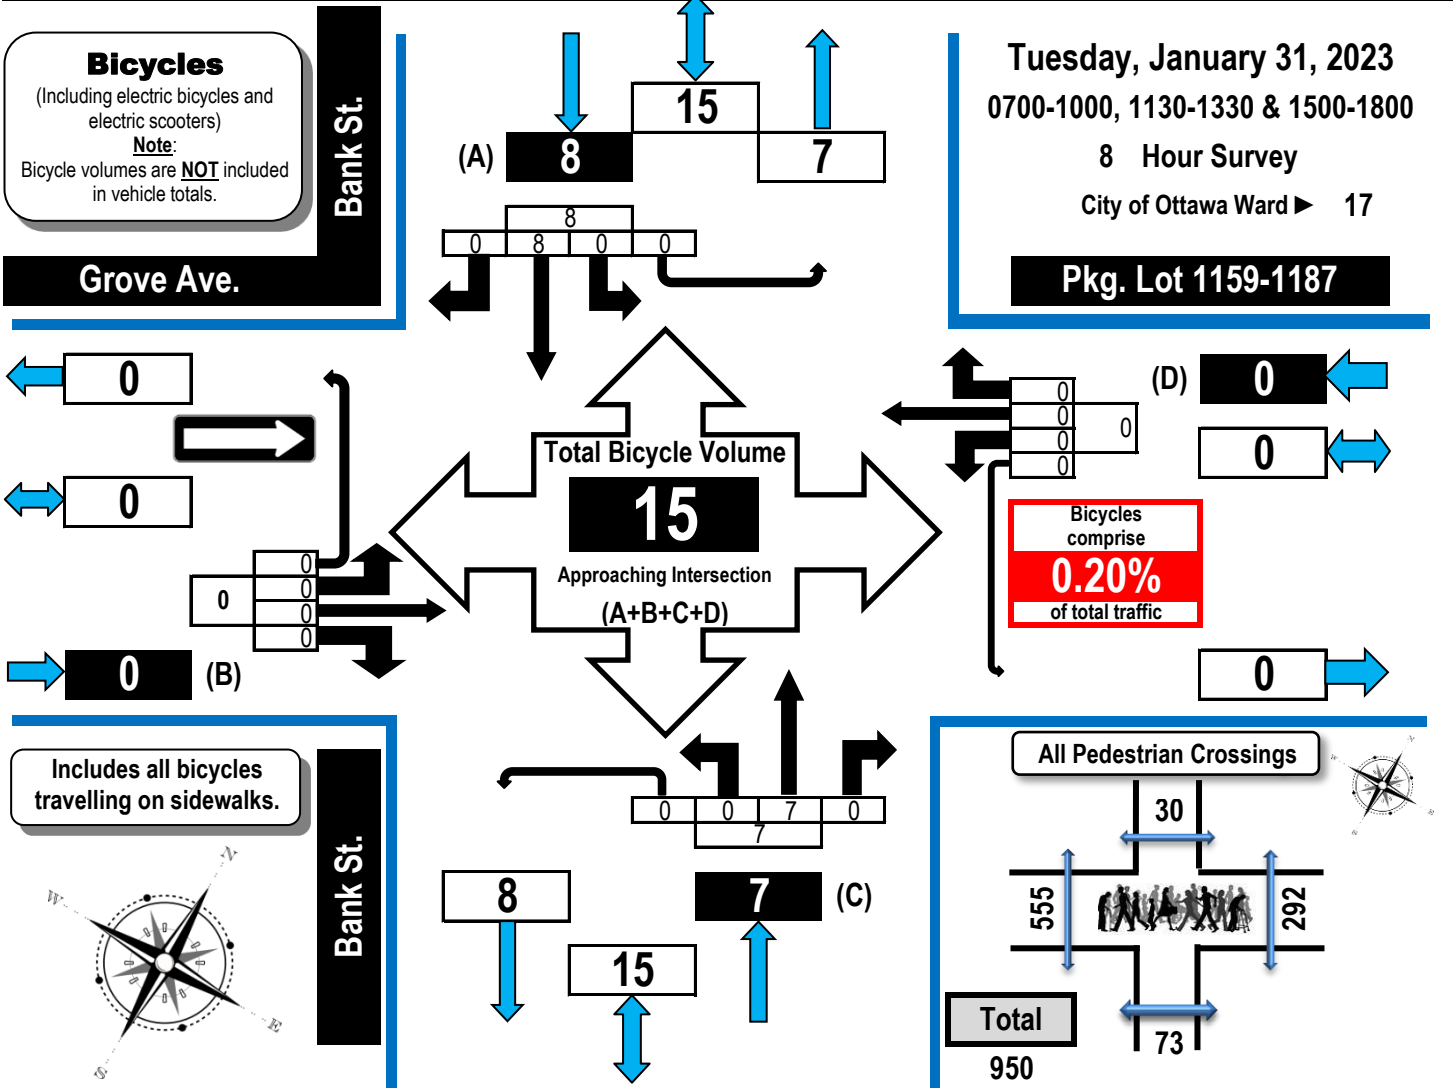 Bicycles
(Including electric bicycles and
electric scooters)
Note:
Bicycle volumes are NOT included
in vehicle totals.
Bank St.
Grove Ave.
15
(A)
8
7
8
0
8
0
0
Tuesday, January 31, 2023
0700-1000, 1130-1330 & 1500-1800
8 Hour Survey
City of Ottawa Ward ► 17
Pkg. Lot 1159-1187
0
0
0
0
0
0
0
0
(B)
Total Bicycle Volume
15
Approaching Intersection
(A+B+C+D)
0
0
0
0
0
(D)
0
0
Bicycles
comprise
0.20%
of total traffic
0
Includes all bicycles
travelling on sidewalks.
Bank St.
N
W
E
S
0
0
7
0
7
8
7
(C)
15
All Pedestrian Crossings
N
W
E
S
30
555
292
73
Total
950